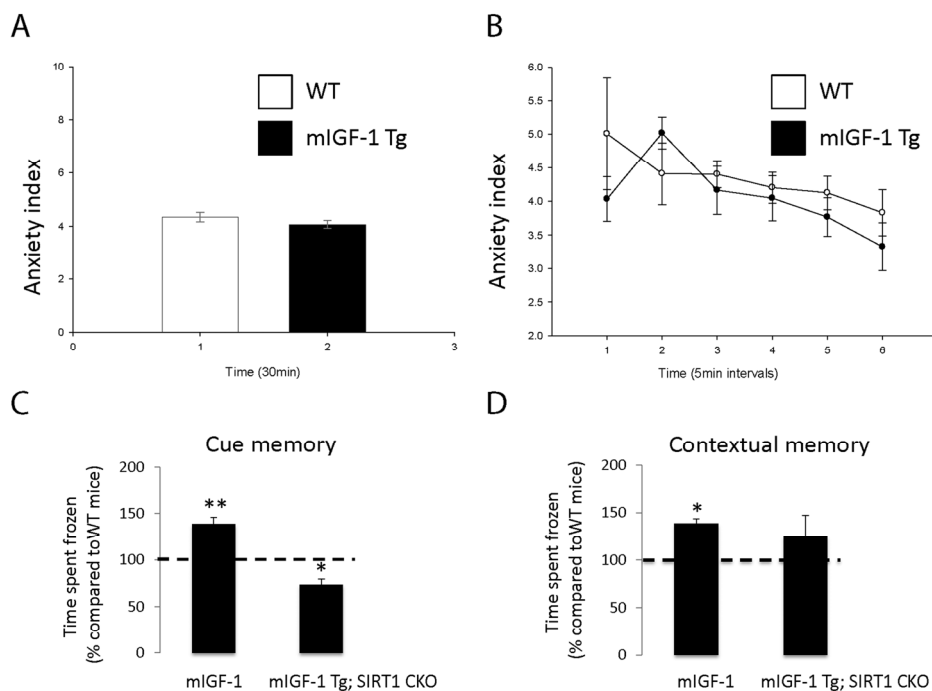 A
10
8
6
4
2
0
Anxiety index
WT
mIGF-1 Tg
0
1
2
3
Time (30min)
B
6.0
5.5
5.0
4.5
4.0
3.5
3.0
2.5
2.0
Anxiety index
WT
mIGF-1 Tg
1
2
3
4
5
6
Time (5min intervals)
C
Cue memory
Time spent frozen
(% compared toWT mice)
200
150
100
50
0
**
*
mIGF-1
mIGF-1 Tg; SIRT1 CKO
D
Contextual memory
Time spent frozen
(% compared toWT mice)
200
150
100
50
0
*
mIGF-1
mIGF-1 Tg; SIRT1 CKO